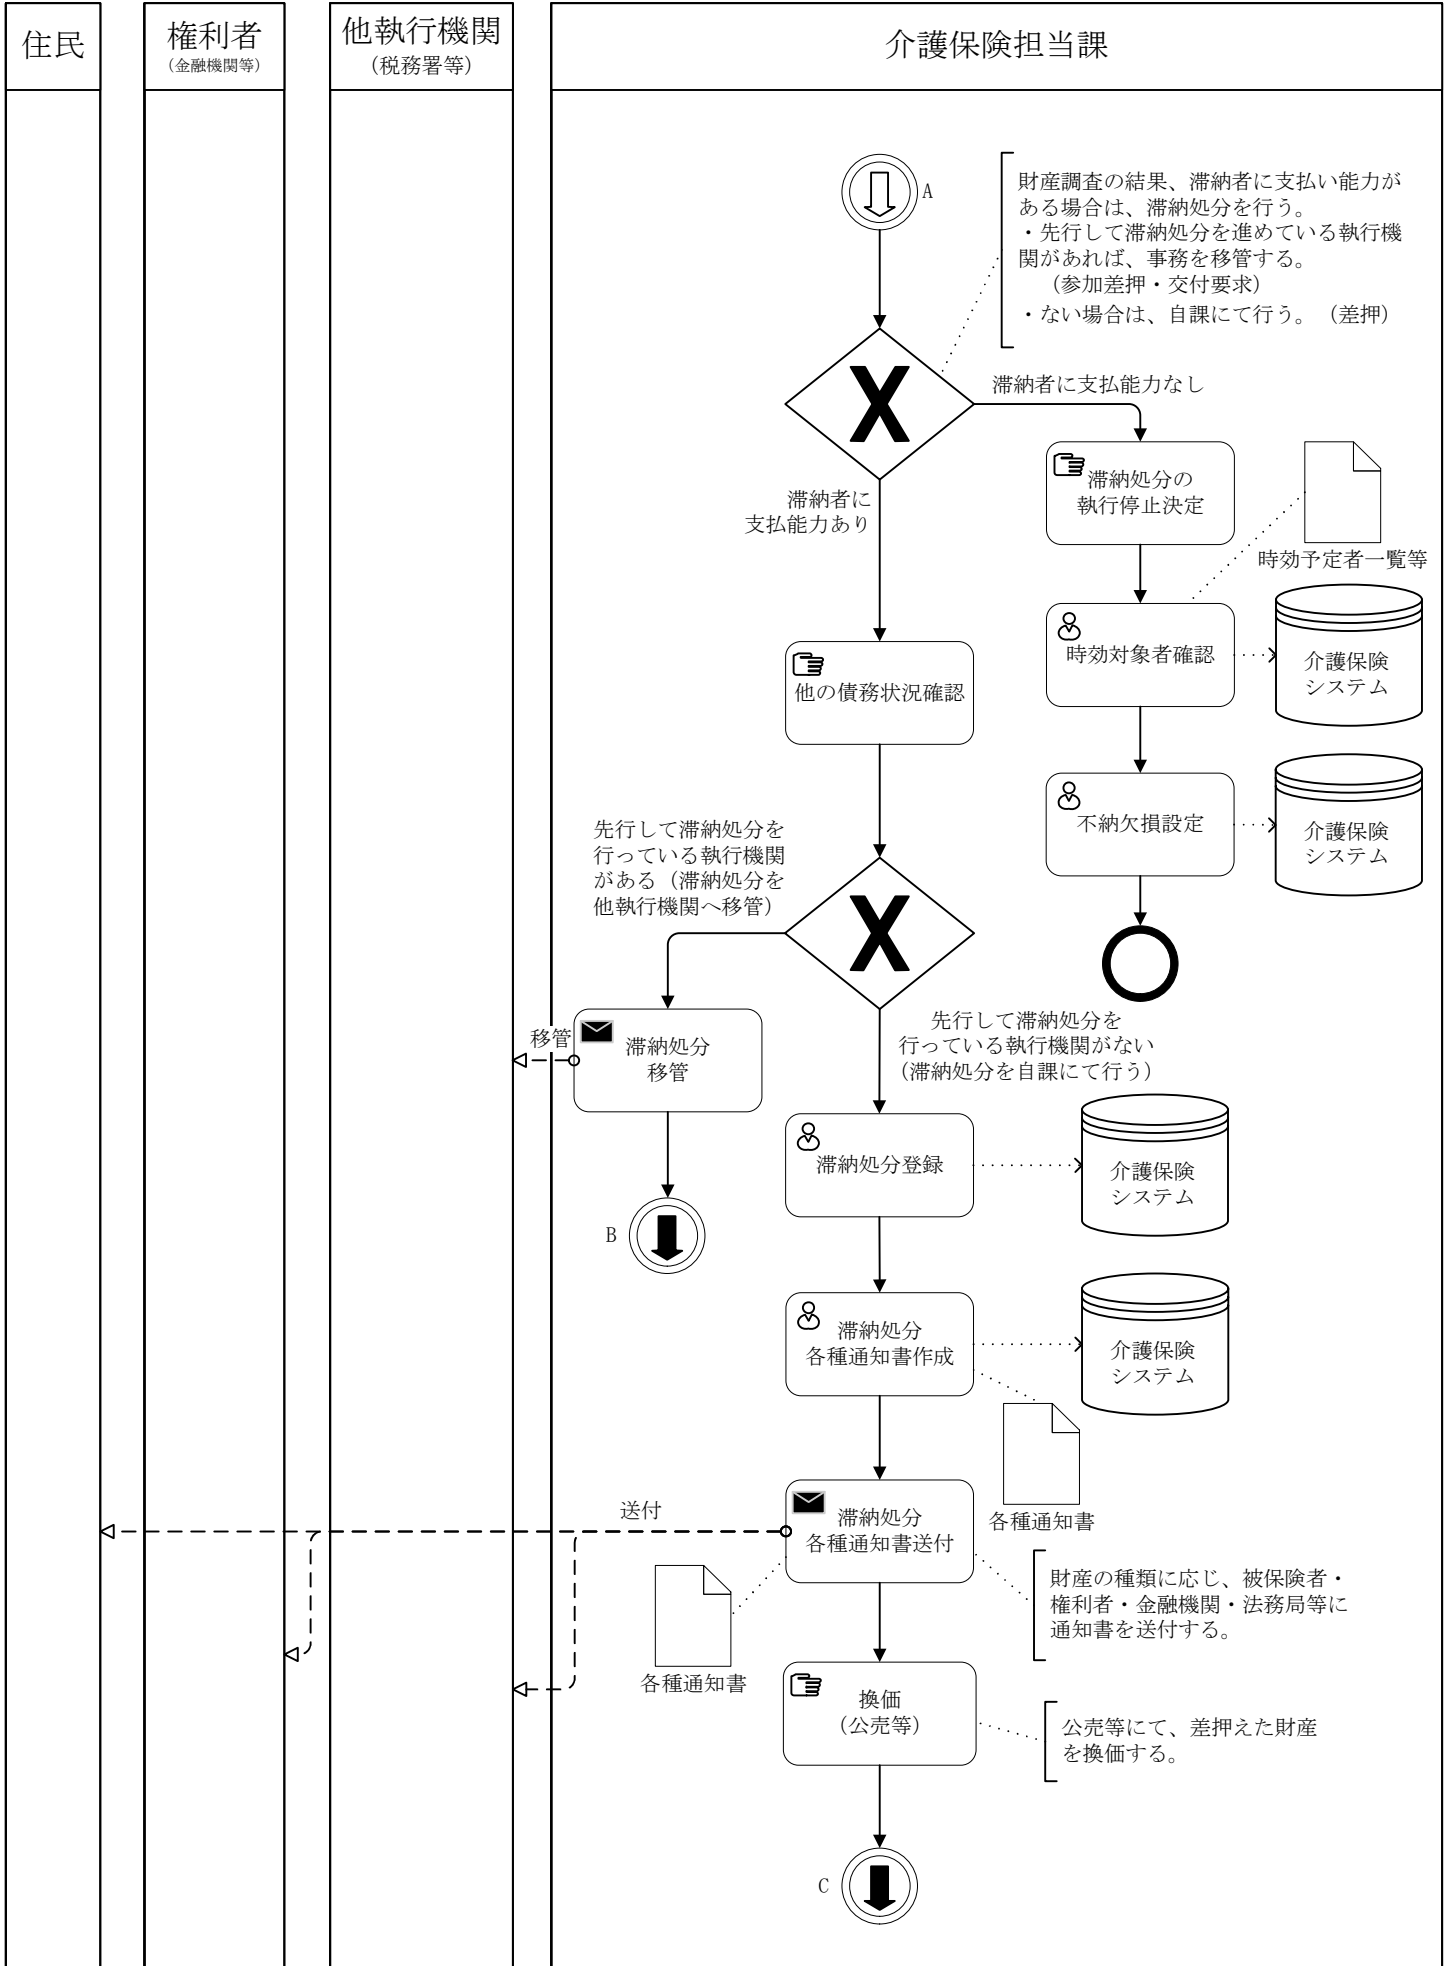 住民
権利者
（金融機関等）
他執行機関
（税務署等）
介護保険担当課
A
財産調査の結果、滞納者に支払い能力が
ある場合は、滞納処分を行う。
・先行して滞納処分を進めている執行機
関があれば、事務を移管する。
（参加差押・交付要求）
・ない場合は、自課にて行う。（差押）
滞納者に支払能力なし
滞納者に
支払能力あり
滞納処分の
執行停止決定
時効予定者一覧等
時効対象者確認
介護保険
システム
他の債務状況確認
不納欠損設定
介護保険
システム
先行して滞納処分を
行っている執行機関
がある（滞納処分を
他執行機関へ移管）
移管
滞納処分
移管
先行して滞納処分を
行っている執行機関がない
（滞納処分を自課にて行う）
滞納処分登録
介護保険
システム
B
滞納処分
各種通知書作成
介護保険
システム
各種通知書
送付
滞納処分
各種通知書送付
各種通知書
財産の種類に応じ、被保険者・
権利者・金融機関・法務局等に
通知書を送付する。
換価
（公売等）
公売等にて、差押えた財産
を換価する。
C